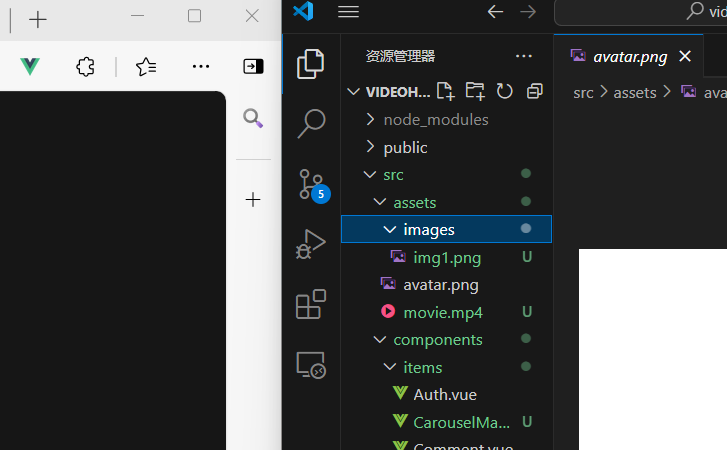 vid
资源管理器
avatar.png
VIDEOH...
src
assets
ava
node_modules
public
src
assets
images
img1.png
U
avatar.png
movie.mp4
U
components
items
Auth.vue
CarouselMa...
U
Comment.vue
5